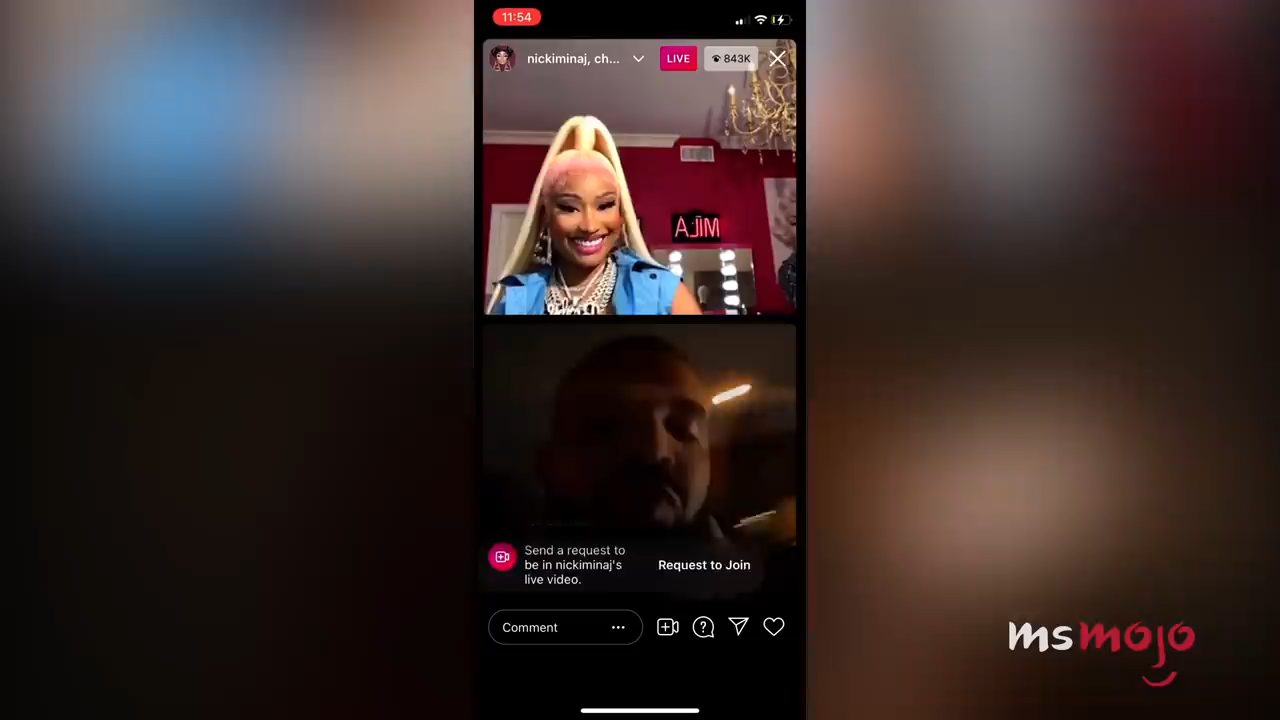 11:54
nickiminaj, ch...
LIVE
843K
MILA
Send a request to
be in nickiminaj's
live video.
Request to Join
Comment
msmojo